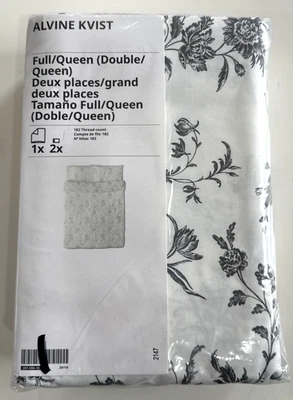 ALVINE KVIST
Full/Queen (Double/
Queen)
Deux places/grand
deux places
Tamaño Full/Queen
(Doble/Queen)
1x 2x
182 Thread count
Compte de fils: 182
Nº hilos: 182
2147